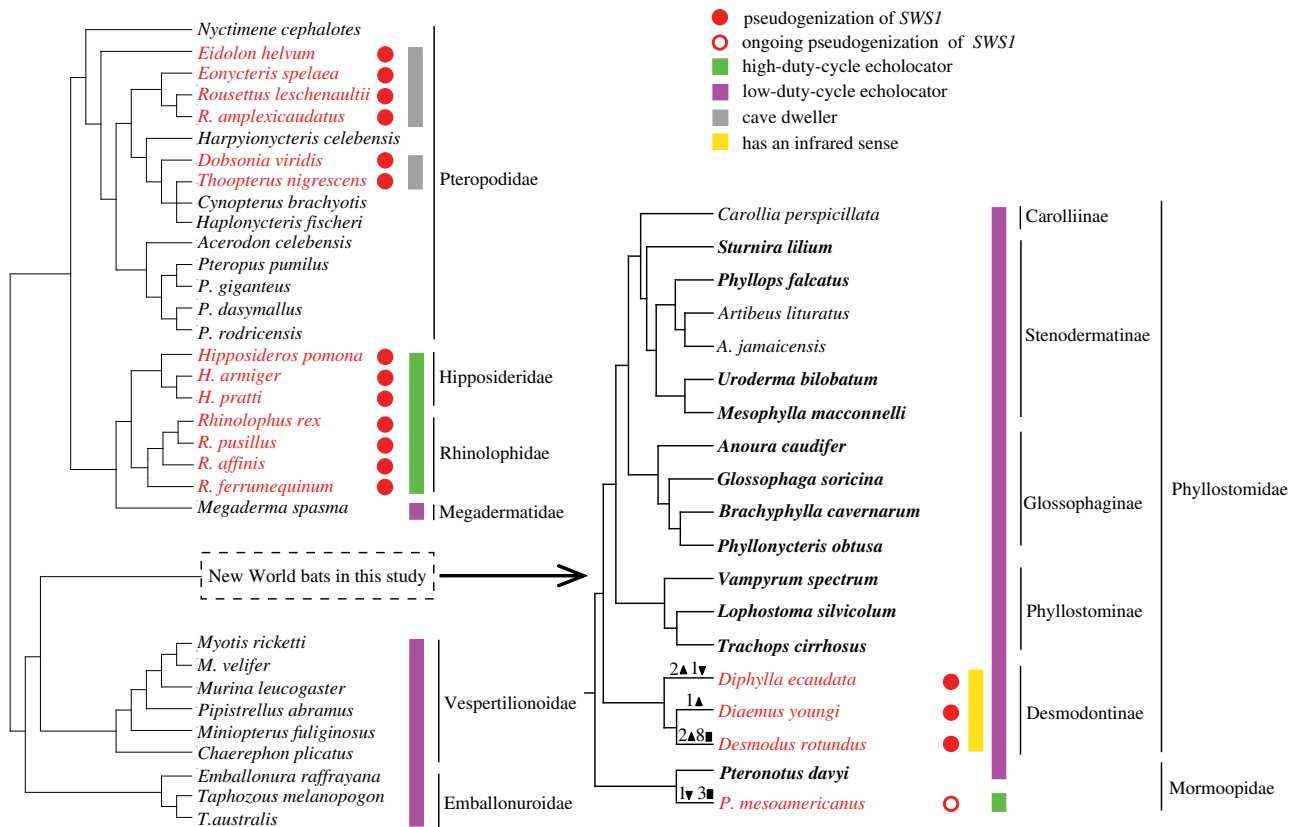 Nyctimene cephalotes
Eidolon helvum
Eonycteris spelaea
Rousettus leschenaultii
R. amplexicaudatus
Harpyionycteris celebensis
Dobsonia viridis
Thoopterus nigrescens
Cynopterus brachyotis
Haplonycteris fischeri
Acerodon celebensis
Pteropus pumilus
P. giganteus
P. dasymallus
P. rodricensis
Pteropodidae
Hipposideros pomona
H. armiger
H. pratti
Hipposideridae
Rhinolophus rex
R. pusillus
R. affinis
R. ferrumequinum
Rhinolophidae
Megaderma spasma
Megadermatidae
New World bats in this study
Myotis ricketti
M. velifer
Murina leucogaster
Pipistrellus abramus
Miniopterus fuliginosus
Chaerephon plicatus
Vespertilionoidae
Emballonura raffrayana
Taphozous melanopogon
T.australis
Emballonuroidae
pseudogenization of SWS1
ongoing pseudogenization of SWS1
high-duty-cycle echolocator
low-duty-cycle echolocator
cave dweller
has an infrared sense
Carollia perspicillata
Carolliinae
Sturnira lilium
Phyllops falcatus
Artibeus lituratus
A. jamaicensis
Uroderma bilobatum
Mesophylla macconnelli
Stenodermatinae
Anoura caudifer
Glossophaga soricina
Brachyphylla cavernarum
Phyllonycteris obtusa
Glossophaginae
Vampyrum spectrum
Lophostoma silvicolum
Trachops cirrhosus
Phyllostominae
2▲ 1▼
Diphylla ecaudata
1▲
Diaemus youngi
2▲8■
Desmodus rotundus
Desmodontinae
Phyllostomidae
Pteronotus davyi
1▼ 3■
P. mesoamericanus
Mormoopidae